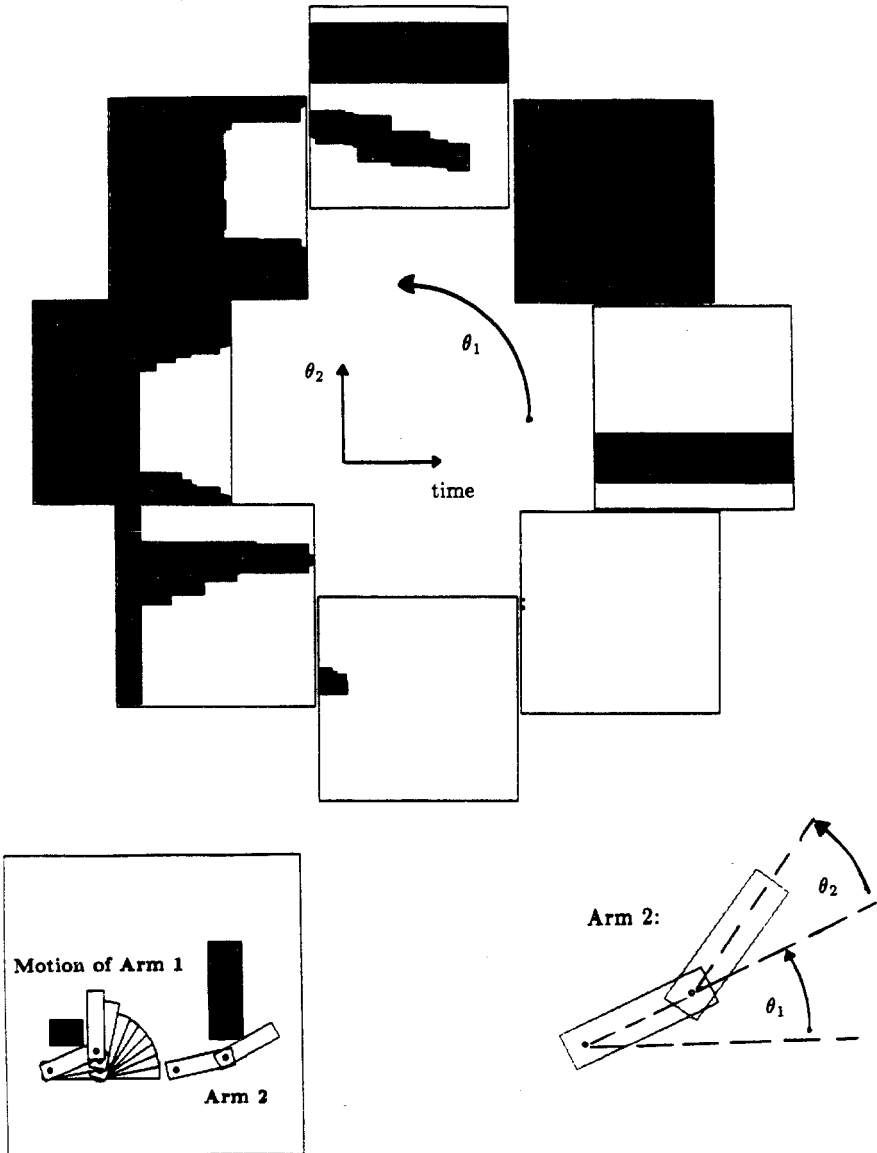 θ₁
θ₂
time
Arm 2:
θ₂
Motion of Arm 1
θ₁
Arm 2